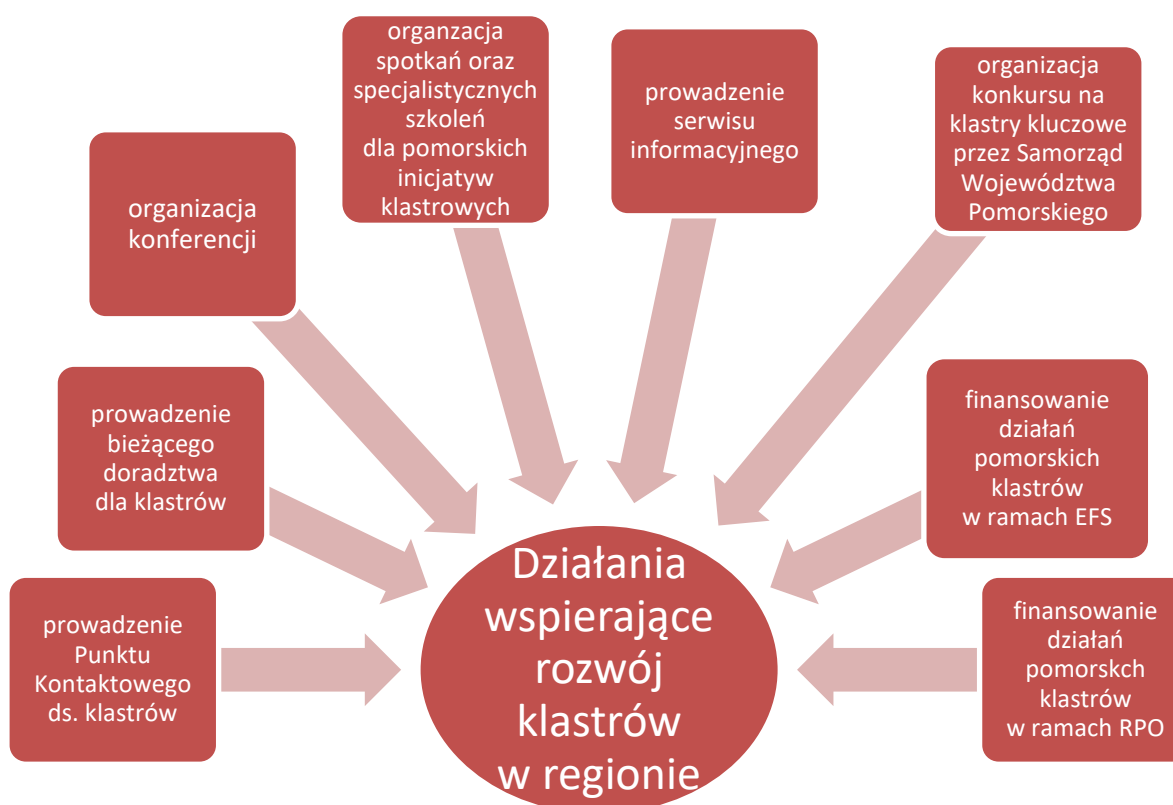 organzacja
spotkań oraz
specjalistycznych
szkoleń
dla pomorskich
inicjatyw
klastrowych
prowadzenie
serwisu
informacyjnego
organizacja
konkursu na
klastry kluczowe
przez Samorząd
Województwa
Pomorskiego
organizacja
konferencji
prowadzenie
bieżącego
doradztwa
dla klastrów
finansowanie
działań
pomorskich
klastrów
w ramach EFS
prowadzenie
Punktu
Kontaktowego
ds. klastrów
Działania
wspierające
rozwój
klastrów
w regionie
finansowanie
działań
pomorskch
klastrów
w ramach RPO